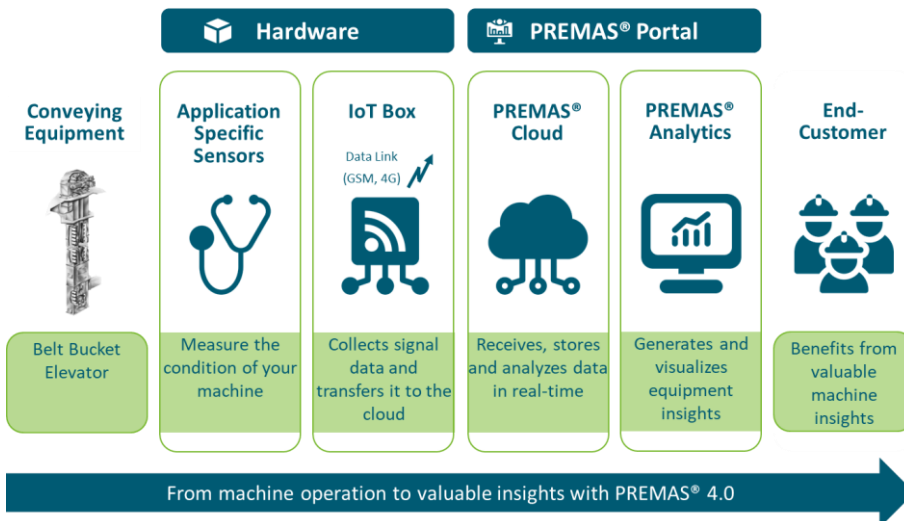 Hardware
PREMAS® Portal
Conveying
Equipment
Belt Bucket
Elevator
Application
Specific
Sensors
Measure the
condition of your
machine
IoT Box
Data Link
(GSM, 4G)
Collects signal
data and
transfers it to the
cloud
PREMAS®
Cloud
Receives, stores
and analyzes data
in real-time
PREMAS®
Analytics
Generates and
visualizes
equipment
insights
End-
Customer
Benefits from
valuable
machine
insights
From machine operation to valuable insights with PREMAS® 4.0